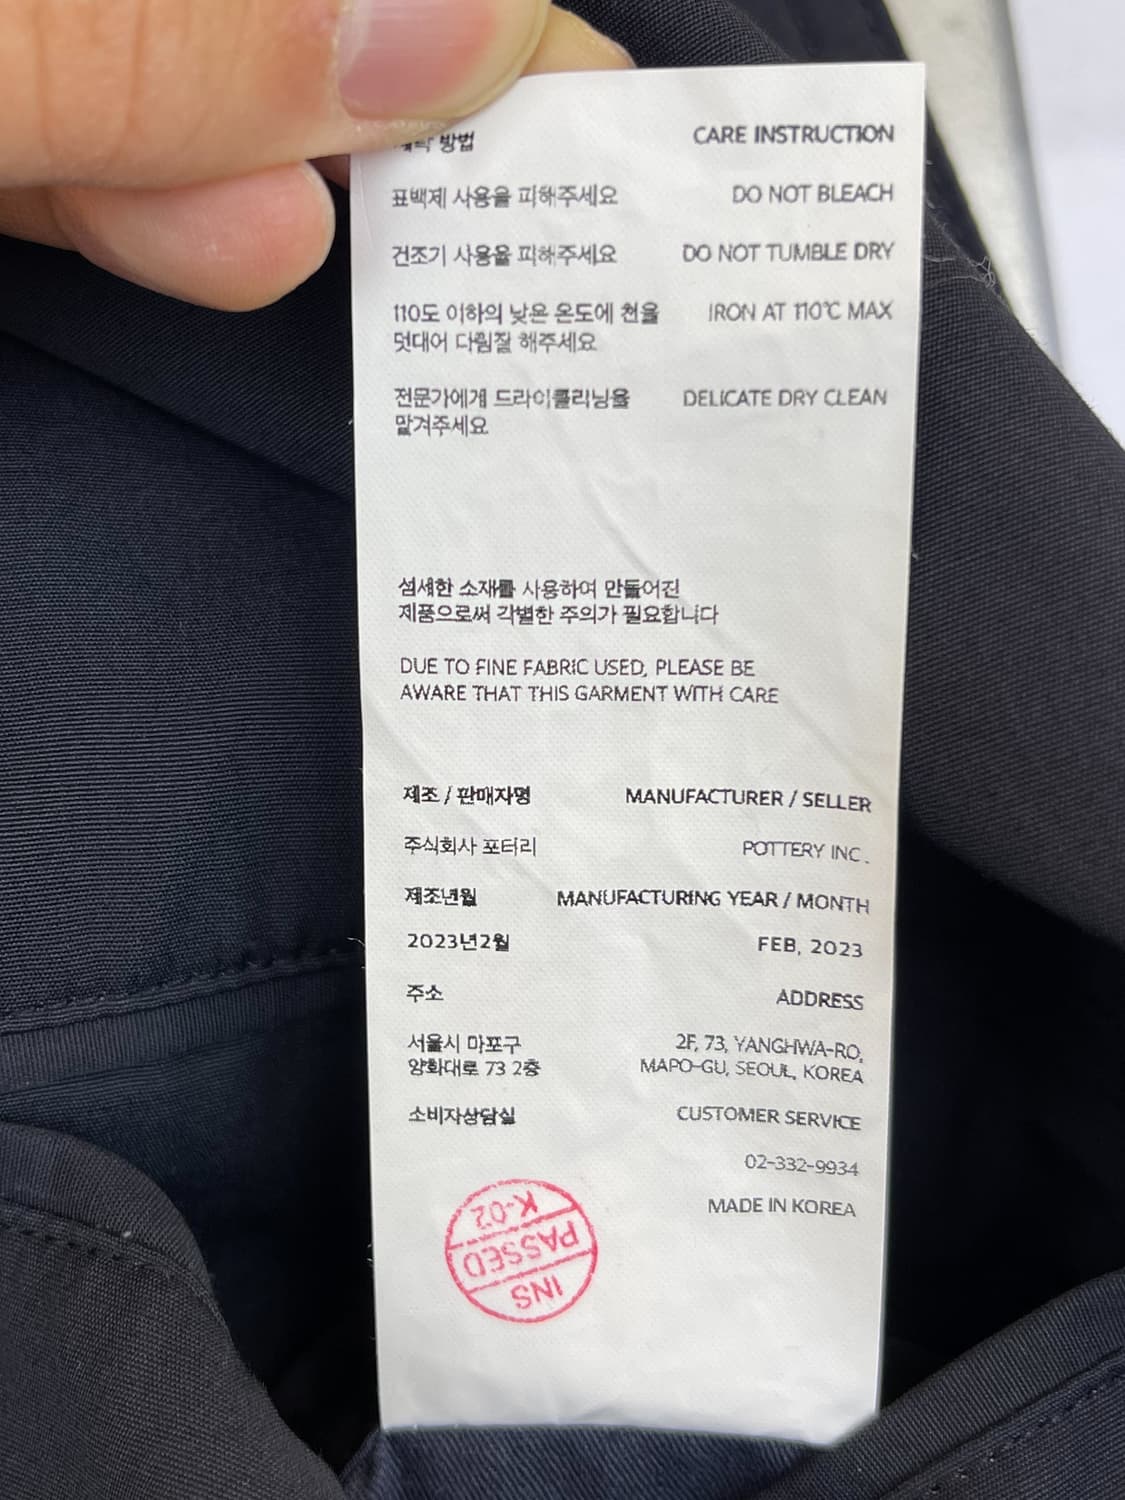 방법 CARE INSTRUCTION
표백제 사용을 피해주세요 DO NOT BLEACH
건조기 사용을 피해주세요 DO NOT TUMBLE DRY
110도 이하의 낮은 온도에 천을 IRON AT 110℃ MAX
덧대어 다림질 해주세요
전문가에게 드라이클리닝을 DELICATE DRY CLEAN
맡겨주세요
섬세한 소재를 사용하여 만들어진
제품으로써 각별한 주의가 필요합니다
DUE TO FINE FABRIC USED, PLEASE BE
AWARE THAT THIS GARMENT WITH CARE
제조 / 판매자명 MANUFACTURER / SELLER
주식회사 포터리 POTTERY INC.
제조년월 MANUFACTURING YEAR / MONTH
2023년2월 FEB, 2023
주소 ADDRESS
서울시 마포구 2F, 73, YANGHWA-RO,
양화대로 73 2층 MAPO-GU, SEOUL, KOREA
소비자상담실 CUSTOMER SERVICE
02-332-9934
MADE IN KOREA
INS
PASSED
K-02